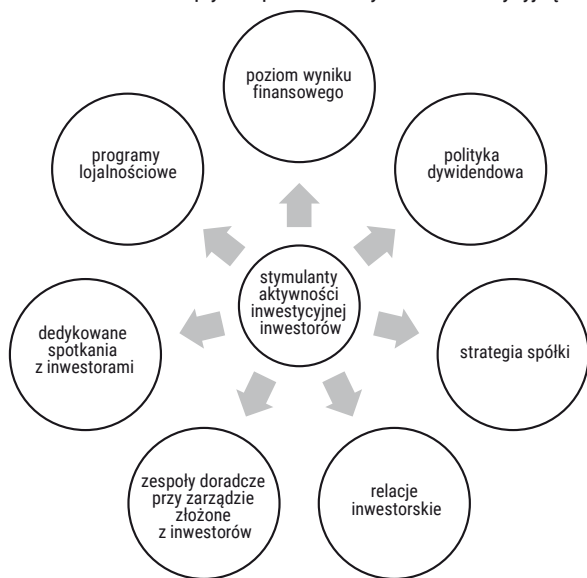 poziom wyniku
finansowego
polityka
dywidendowa
strategia spółki
relacje
inwestorskie
zespoły doradcze
przy zarządzie
złożone
z inwestorów
dedykowane
spotkania
z inwestorami
programy
lojalnościowe
stymulanty
aktywności
inwestycyjnej
inwestorów